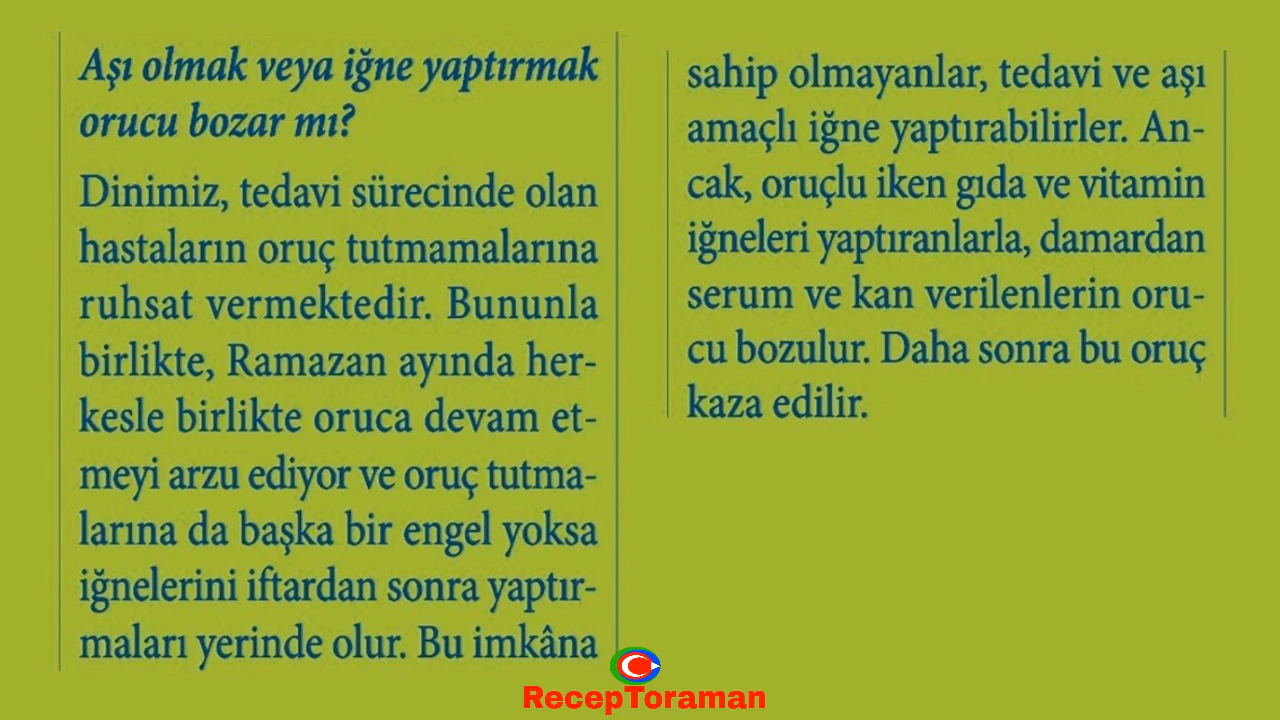 Aşı olmak veya iğne yaptırmak
orucu bozar mı?
Dinimiz, tedavi sürecinde olan
hastaların oruç tutmamalarına
ruhsat vermektedir. Bununla
birlikte, Ramazan ayında her-
kesle birlikte oruca devam et-
meyi arzu ediyor ve oruç tutma-
larına da başka bir engel yoksa
iğnelerini iftardan sonra yaptır-
maları yerinde olur. Bu imkâna
sahip olmayanlar, tedavi ve aşı
amaçlı iğne yaptırabilirler. An-
cak, oruçlu iken gıda ve vitamin
iğneleri yaptıranlarla, damardan
serum ve kan verilenlerin oru-
cu bozulur. Daha sonra bu oruç
kaza edilir.
RecepToraman